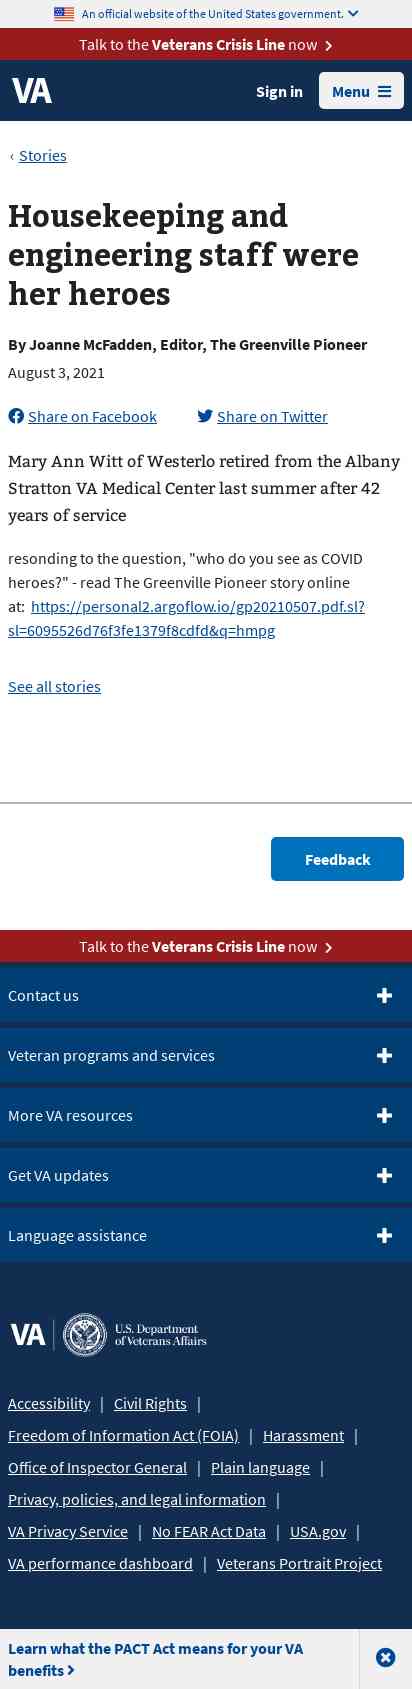 An official website of the United States government.
Talk to the Veterans Crisis Line now
VA
Sign in
Menu
‹ Stories
Housekeeping and
engineering staff were
her heroes
By Joanne McFadden, Editor, The Greenville Pioneer
August 3, 2021
Share on Facebook
Share on Twitter
Mary Ann Witt of Westerlo retired from the Albany
Stratton VA Medical Center last summer after 42
years of service
resonding to the question, "who do you see as COVID
heroes?" - read The Greenville Pioneer story online
at:  https://personal2.argoflow.io/gp20210507.pdf.sl?
sl=6095526d76f3fe1379f8cdfd&q=hmpg
See all stories
Feedback
Talk to the Veterans Crisis Line now
Contact us
Veteran programs and services
More VA resources
Get VA updates
Language assistance
VA | U.S. Department
of Veterans Affairs
Accessibility | Civil Rights |
Freedom of Information Act (FOIA) | Harassment |
Office of Inspector General | Plain language |
Privacy, policies, and legal information |
VA Privacy Service | No FEAR Act Data | USA.gov |
VA performance dashboard | Veterans Portrait Project
Learn what the PACT Act means for your VA
benefits